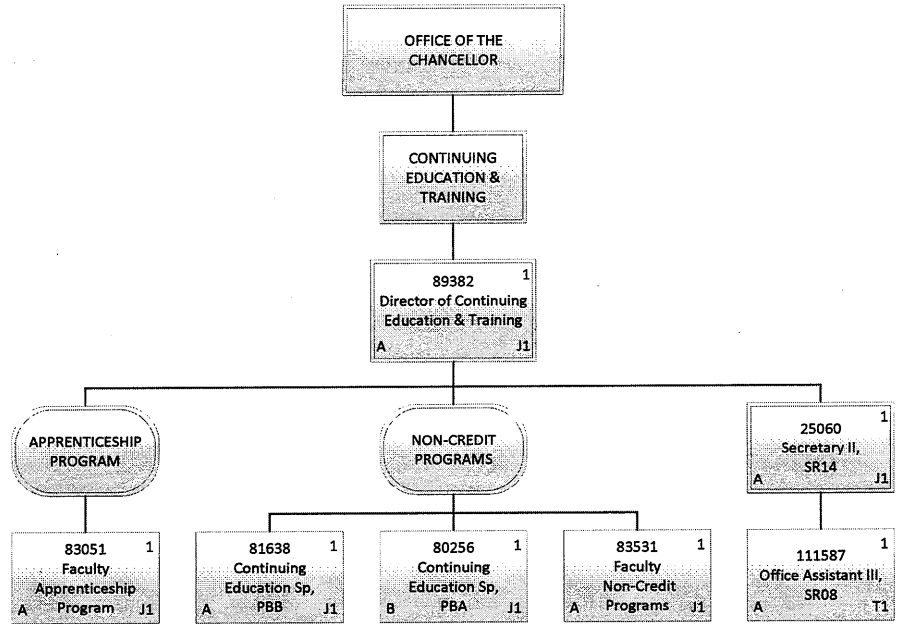 OFFICE OF THE
CHANCELLOR
CONTINUING
EDUCATION &
TRAINING
1
89382
Director of Continuing
Education & Training
A J1
APPRENTICESHIP
PROGRAM
NON-CREDIT
PROGRAMS
1
25060
Secretary II,
SR14
A J1
83051 1
Faculty
Apprenticeship
A Program J1
81638 1
Continuing
Education Sp,
A PBB J1
80256 1
Continuing
Education Sp,
B PBA J1
83531 1
Faculty
Non-Credit
A Programs J1
1
111587
Office Assistant III,
SR08
A T1